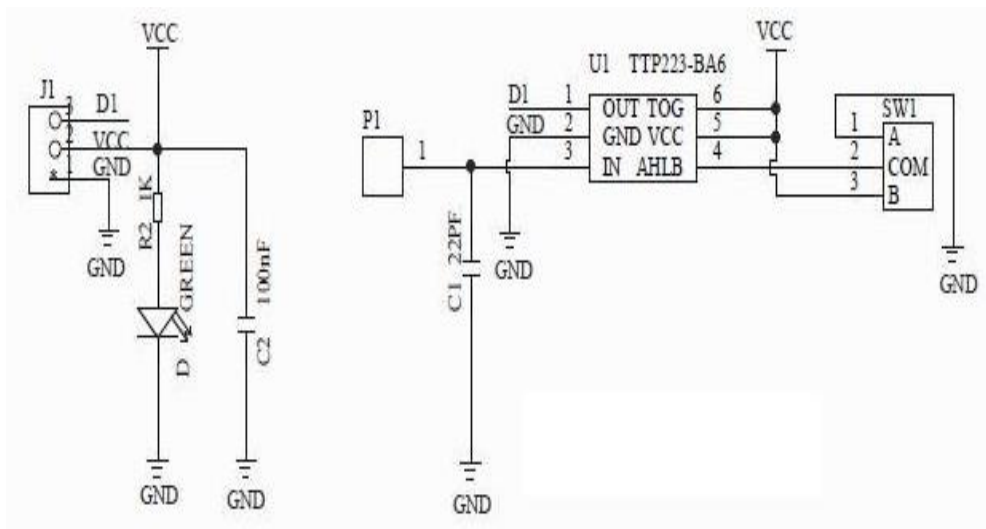 VCC
J1
3 D1
2 VCC
1 GND
*
R2 1K
GREEN
D
100nF
C2
GND
GND
GND
P1
1
C1 22PF
GND
U1 TTP223-BA6
D1 1 OUT TOG 6
GND 2 GND VCC 5
3 IN AHLB 4
GND
VCC
SW1
1 A
2 COM
3 B
GND